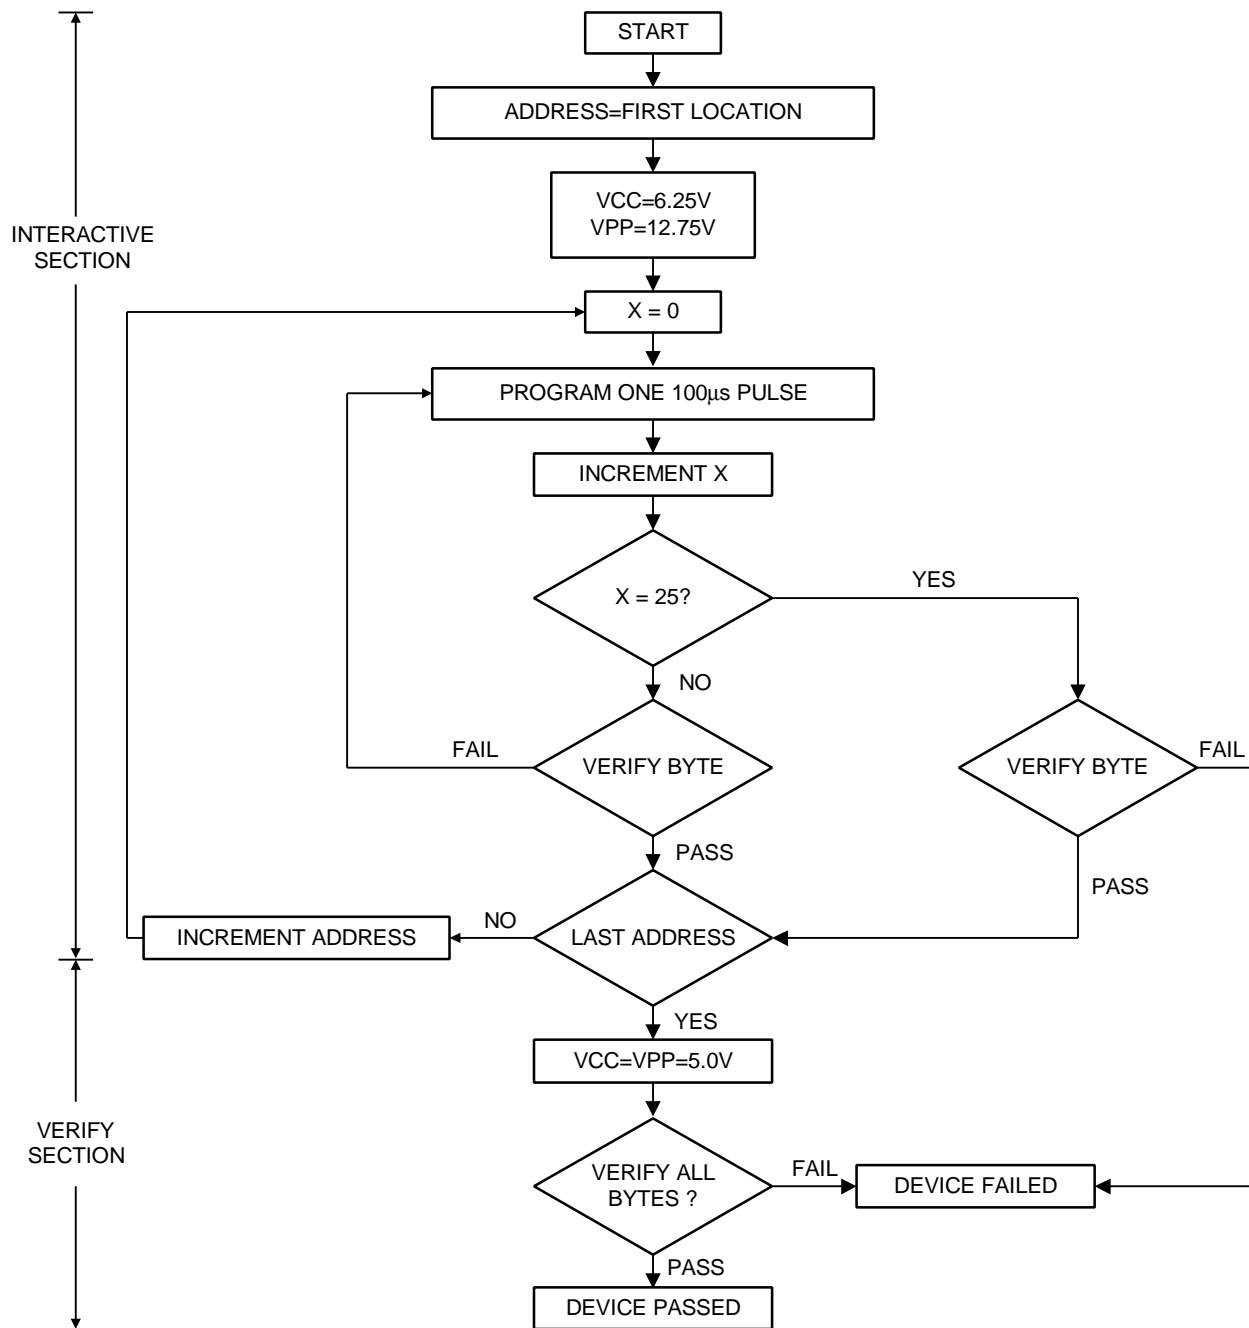 START
ADDRESS=FIRST LOCATION
VCC=6.25V
VPP=12.75V
INTERACTIVE
SECTION
X = 0
PROGRAM ONE 100μs PULSE
INCREMENT X
X = 25?
YES
NO
FAIL
VERIFY BYTE
VERIFY BYTE
FAIL
PASS
PASS
INCREMENT ADDRESS
NO
LAST ADDRESS
YES
VCC=VPP=5.0V
VERIFY
SECTION
VERIFY ALL
BYTES ?
FAIL
DEVICE FAILED
PASS
DEVICE PASSED